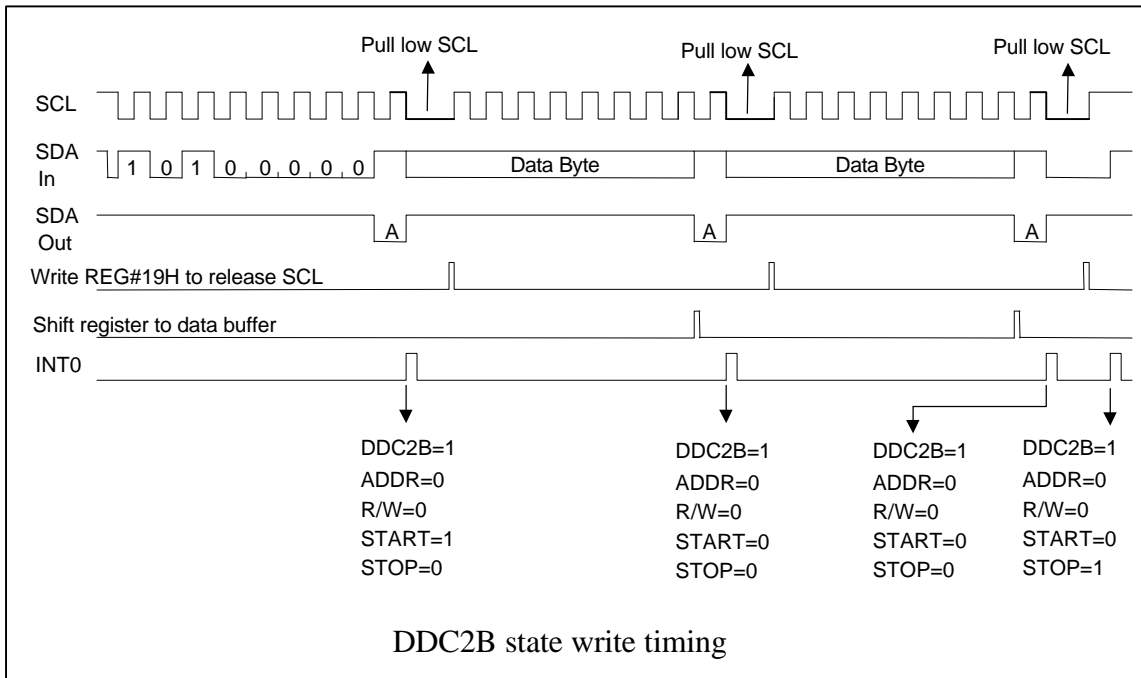 Pull low SCL Pull low SCL Pull low SCL
SCL
SDA
In
1 0 1 0 0 0 0 0 Data Byte Data Byte
SDA
Out
A A A
Write REG#19H to release SCL
Shift register to data buffer
INT0
DDC2B=1 DDC2B=1 DDC2B=1 DDC2B=1
ADDR=0 ADDR=0 ADDR=0 ADDR=0
R/W=0 R/W=0 R/W=0 R/W=0
START=1 START=0 START=0 START=0
STOP=0 STOP=0 STOP=0 STOP=1
DDC2B state write timing